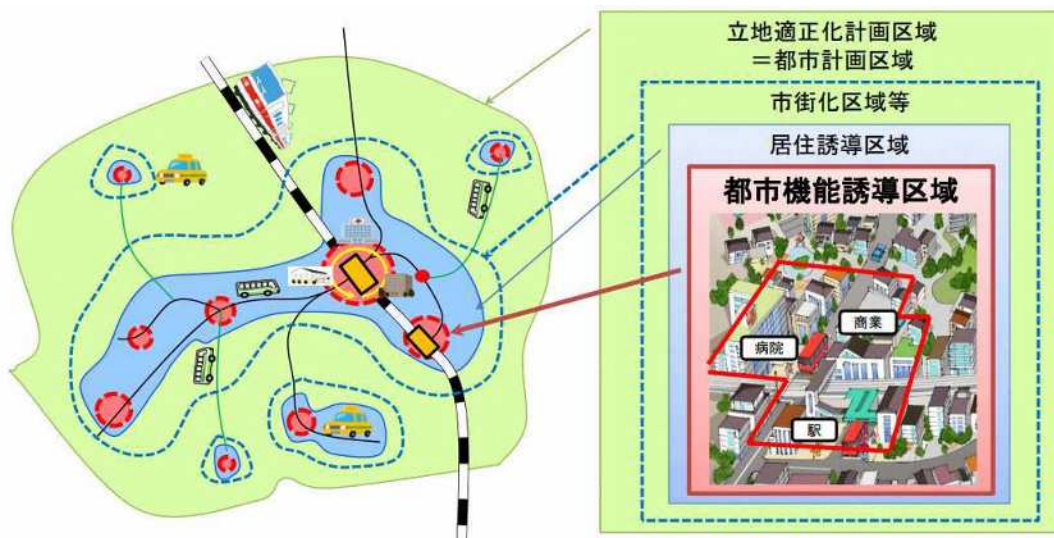 立地適正化計画区域
＝都市計画区域
市街化区域等
居住誘導区域
都市機能誘導区域
商業
病院
駅